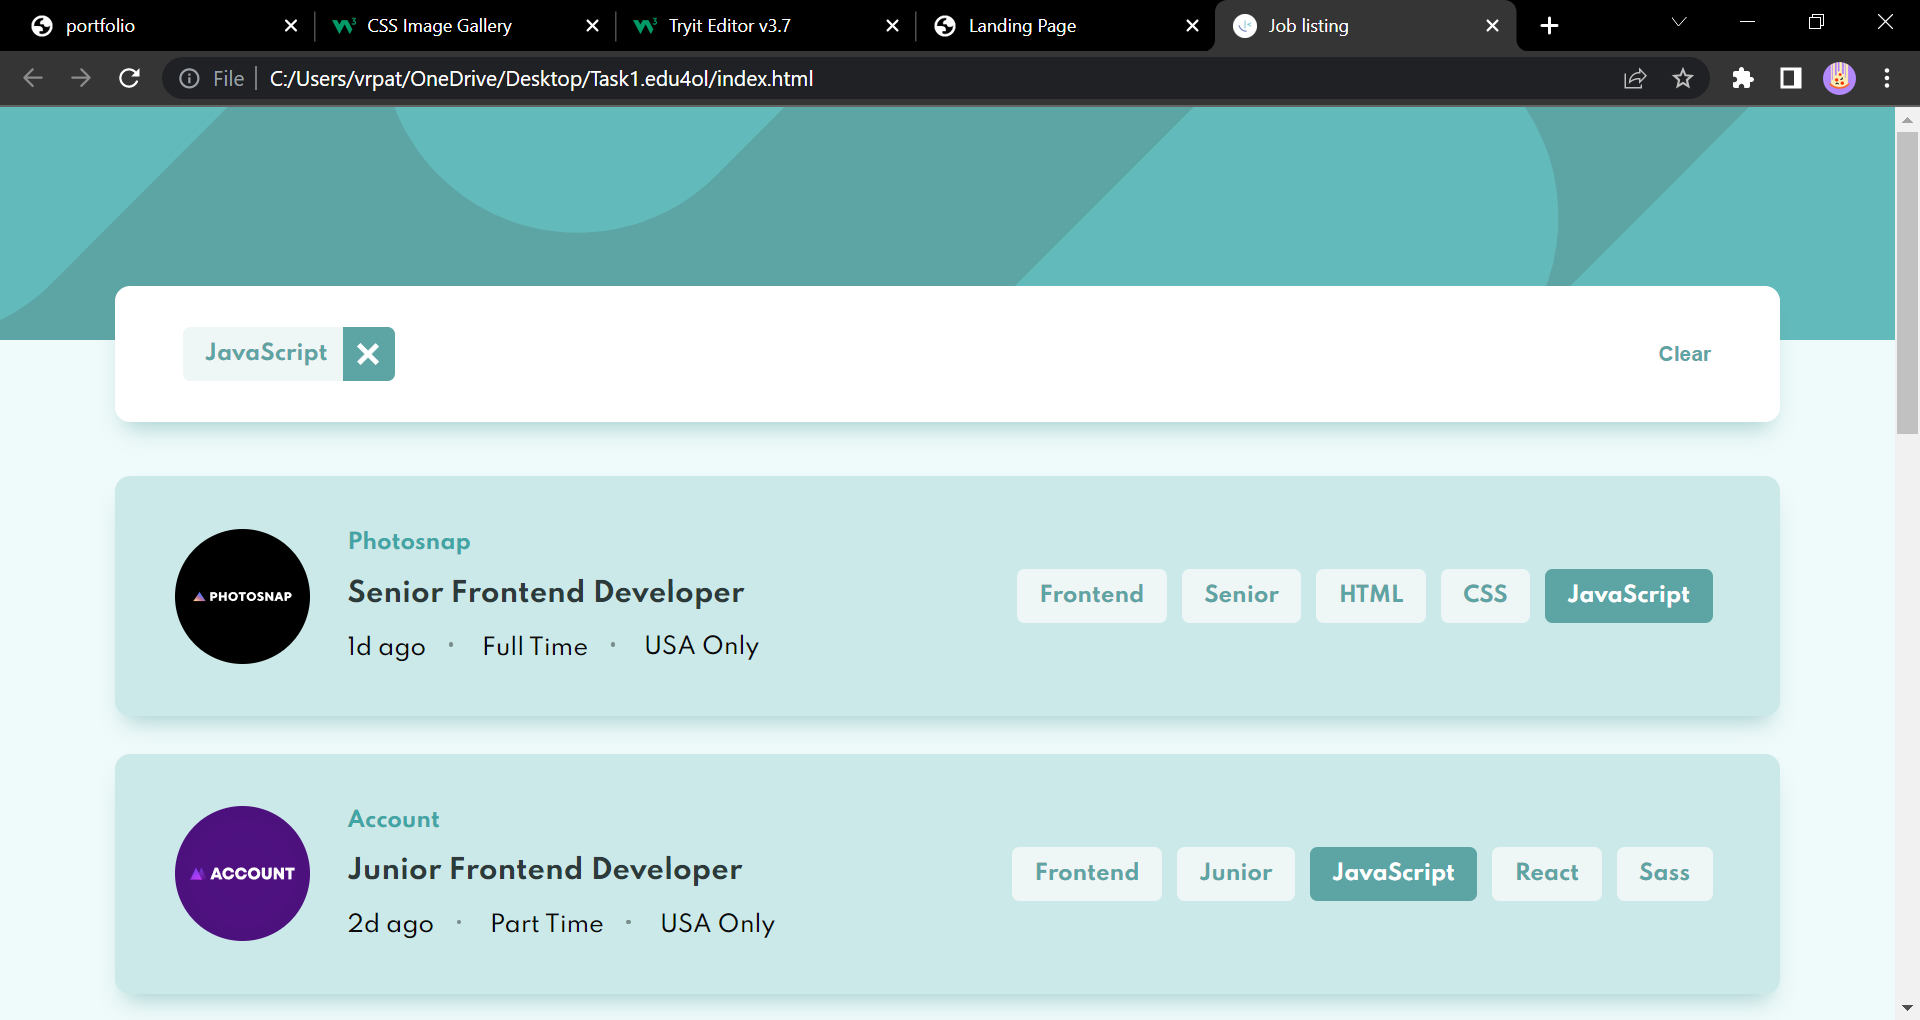 portfolio
CSS Image Gallery
Tryit Editor v3.7
Landing Page
Job listing
File
C:/Users/vrpat/OneDrive/Desktop/Task1.edu4ol/index.html
JavaScript
Clear
PHOTOSNAP
Photosnap
Senior Frontend Developer
1d ago · Full Time · USA Only
Frontend Senior HTML CSS JavaScript
ACCOUNT
Account
Junior Frontend Developer
2d ago · Part Time · USA Only
Frontend Junior JavaScript React Sass